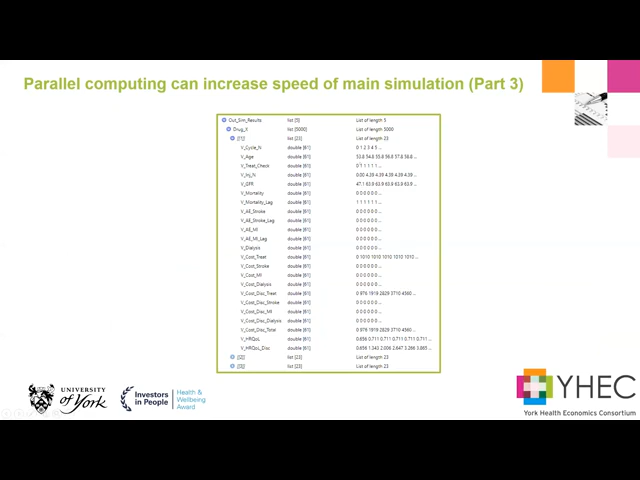 Parallel computing can increase speed of main simulation (Part 3)
Out_Sim_Results list [5] List of length 5
Drug_X list [5000] List of length 5000
[[1]] list [23] List of length 23
V_Cycle_N double [61] 0 1 2 3 4 5 ...
V_Age double [61] 53.8 54.8 55.8 56.8 57.8 58.8 ...
V_Treat_Check double [61] 0 1 1 1 1 1 ...
V_Inj_N double [61] 0.00 4.39 4.39 4.39 4.39 4.39 ...
V_GFR double [61] 47.1 63.9 63.9 63.9 63.9 63.9 ...
V_Mortality double [61] 0 0 0 0 0 0 ...
V_Mortality_Lag double [61] 1 1 1 1 1 1 ...
V_AE_Stroke double [61] 0 0 0 0 0 0 ...
V_AE_Stroke_Lag double [61] 0 0 0 0 0 0 ...
V_AE_MI double [61] 0 0 0 0 0 0 ...
V_AE_MI_Lag double [61] 0 0 0 0 0 0 ...
V_Dialysis double [61] 0 0 0 0 0 0 ...
V_Cost_Treat double [61] 0 1010 1010 1010 1010 1010 ...
V_Cost_Stroke double [61] 0 0 0 0 0 0 ...
V_Cost_MI double [61] 0 0 0 0 0 0 ...
V_Cost_Dialysis double [61] 0 0 0 0 0 0 ...
V_Cost_Disc_Treat double [61] 0 976 1919 2829 3710 4560 ...
V_Cost_Disc_Stroke double [61] 0 0 0 0 0 0 ...
V_Cost_Disc_MI double [61] 0 0 0 0 0 0 ...
V_Cost_Disc_Dialysis double [61] 0 0 0 0 0 0 ...
V_Cost_Disc_Total double [61] 0 976 1919 2829 3710 4560 ...
V_HRQoL double [61] 0.656 0.711 0.711 0.711 0.711 0.711 ...
V_HRQoL_Disc double [61] 0.656 1.343 2.006 2.647 3.266 3.865 ...
[[2]] list [23] List of length 23
[[3]] list [23] List of length 23
UNIVERSITY
of York
Investors
in People
Health &
Wellbeing
Award
YHEC
York Health Economics Consortium